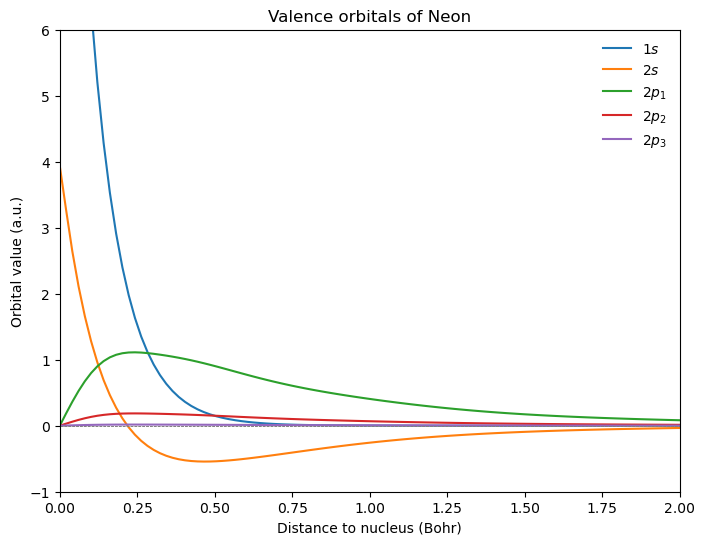 Valence orbitals of Neon
6
5
4
3
2
1
0
−1
Orbital value (a.u.)
1s
2s
2p₁
2p₂
2p₃
0.00 0.25 0.50 0.75 1.00 1.25 1.50 1.75 2.00
Distance to nucleus (Bohr)